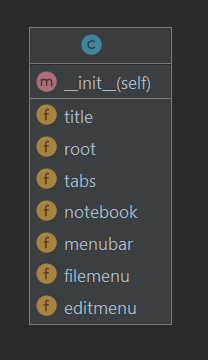 C
m __init__(self)
f title
f root
f tabs
f notebook
f menubar
f filemenu
f editmenu